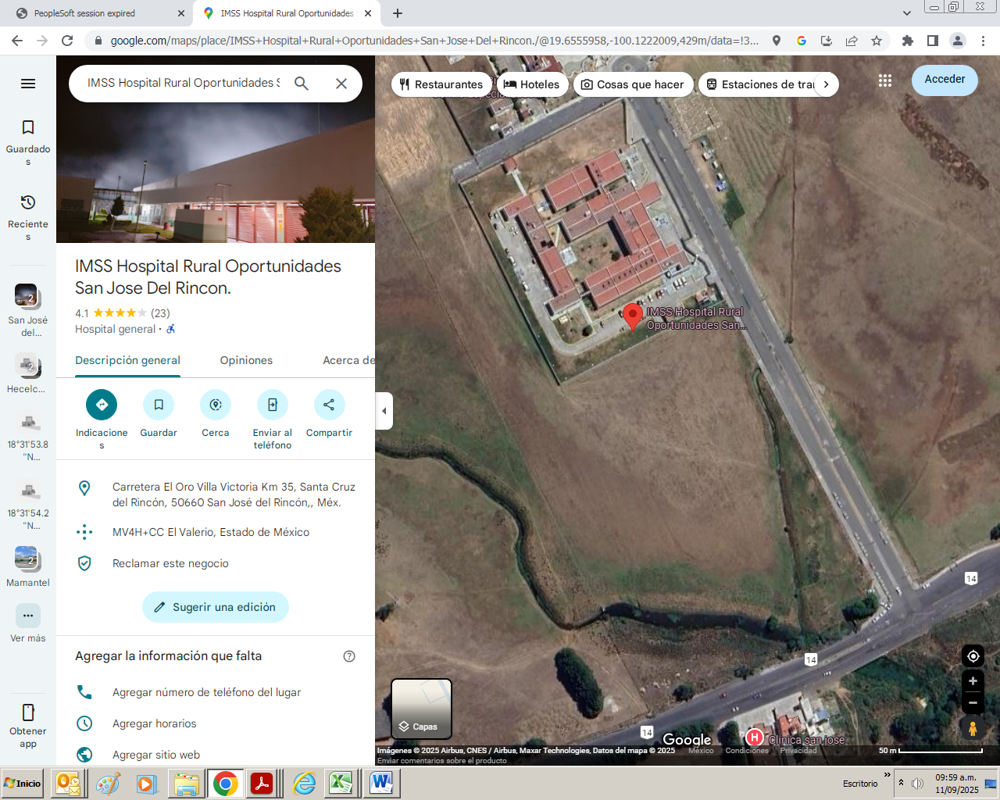 PeopleSoft session expired
IMSS Hospital Rural Oportunidades
google.com/maps/place/IMSS+Hospital+Rural+Oportunidades+San+Jose+Del+Rincon./@19.6555958,-100.1222009,429m/data=!3...
IMSS Hospital Rural Oportunidades S
Restaurantes
Hoteles
Cosas que hacer
Estaciones de tra
Acceder
Guardado
s
Reciente
s
2
San José
del...
2
Hecelc...
18°31'53.8
"N...
18°31'54.2
"N...
2
Mamantel
Ver más
Obtener
app
IMSS Hospital Rural Oportunidades
San Jose Del Rincon.
4.1 (23)
Hospital general ·
Descripción general
Opiniones
Acerca de
Indicacione
s
Guardar
Cerca
Enviar al
teléfono
Compartir
Carretera El Oro Villa Victoria Km 35, Santa Cruz
del Rincón, 50660 San José del Rincón,, Méx.
MV4H+CC El Valerio, Estado de México
Reclamar este negocio
Sugerir una edición
Agregar la información que falta
Agregar número de teléfono del lugar
Agregar horarios
Agregar sitio web
IMSS Hospital Rural
Oportunidades San...
14
14
14
Capas
Google
H
Clinica san jose
Imágenes © 2025 Airbus, CNES / Airbus, Maxar Technologies, Datos del mapa © 2025
México
Condiciones
Privacidad
50 m
Enviar comentarios sobre el producto
Inicio
Escritorio
»
09:59 a.m.
11/09/2025